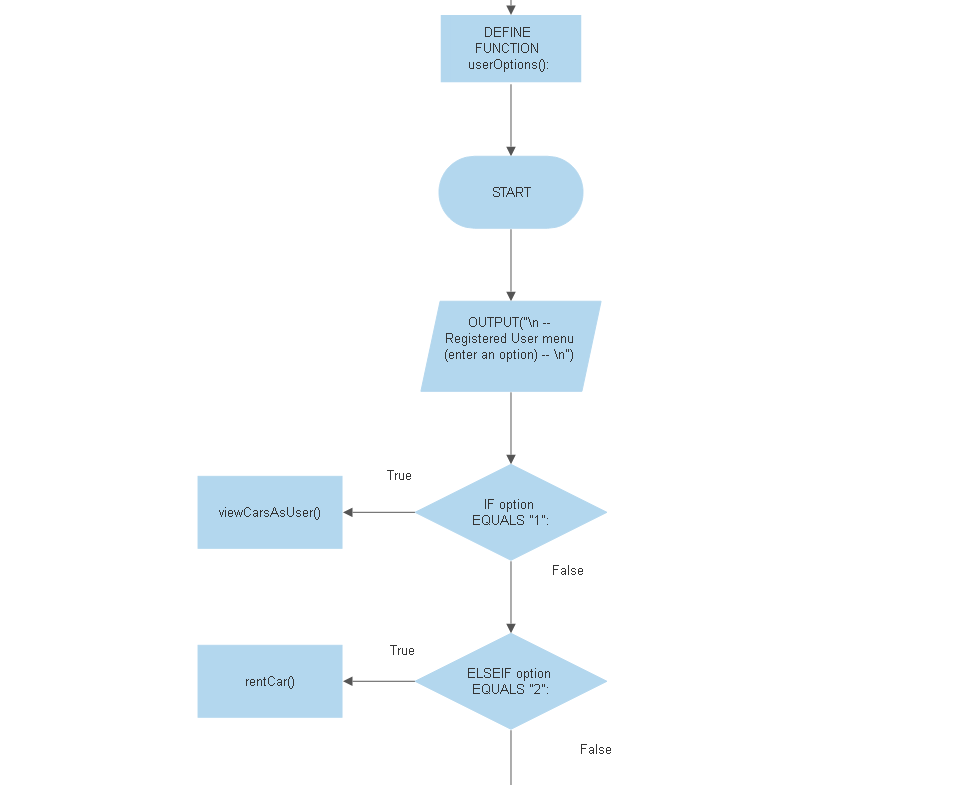 DEFINE
FUNCTION
userOptions():
START
OUTPUT("\n --
Registered User menu
(enter an option) -- \n")
True
IF option
EQUALS "1":
viewCarsAsUser()
False
True
ELSEIF option
EQUALS "2":
rentCar()
False